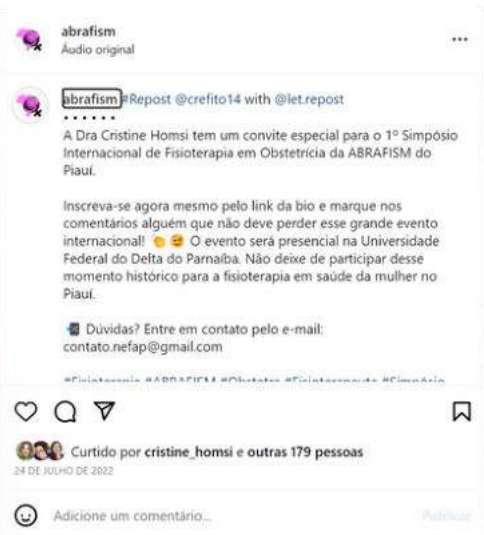 abrafism
Áudio original
abrafism #Repost @crefito14 with @let.repost
• • • • • •
A Dra Cristine Homsi tem um convite especial para o 1º Simpósio
Internacional de Fisioterapia em Obstetrícia da ABRAFISM do
Piauí.
Inscreva-se agora mesmo pelo link da bio e marque nos
comentários alguém que não deve perder esse grande evento
internacional! 👏 😉 O evento será presencial na Universidade
Federal do Delta do Parnaíba. Não deixe de participar desse
momento histórico para a fisioterapia em saúde da mulher no
Piauí.
📲 Dúvidas? Entre em contato pelo e-mail:
contato.nefap@gmail.com
#Fisioterapia #ABRAFISM #Obstetra #Fisioterapeuta #Simpósio
Curtido por cristine_homsi e outras 179 pessoas
24 DE JULHO DE 2022
Adicione um comentário...
Publicar